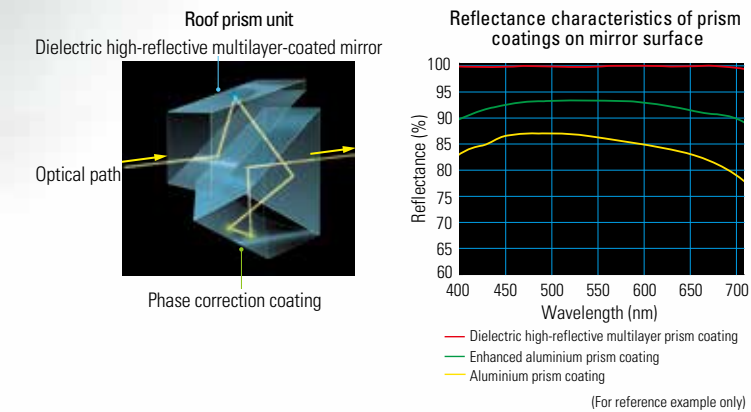 Roof prism unit
Dielectric high-reflective multilayer-coated mirror
Optical path
Phase correction coating
Reflectance characteristics of prism
coatings on mirror surface
Reflectance (%)
100
95
90
85
80
75
70
65
60
400 450 500 550 600 650 700
Wavelength (nm)
Dielectric high-reflective multilayer prism coating
Enhanced aluminium prism coating
Aluminium prism coating
(For reference example only)